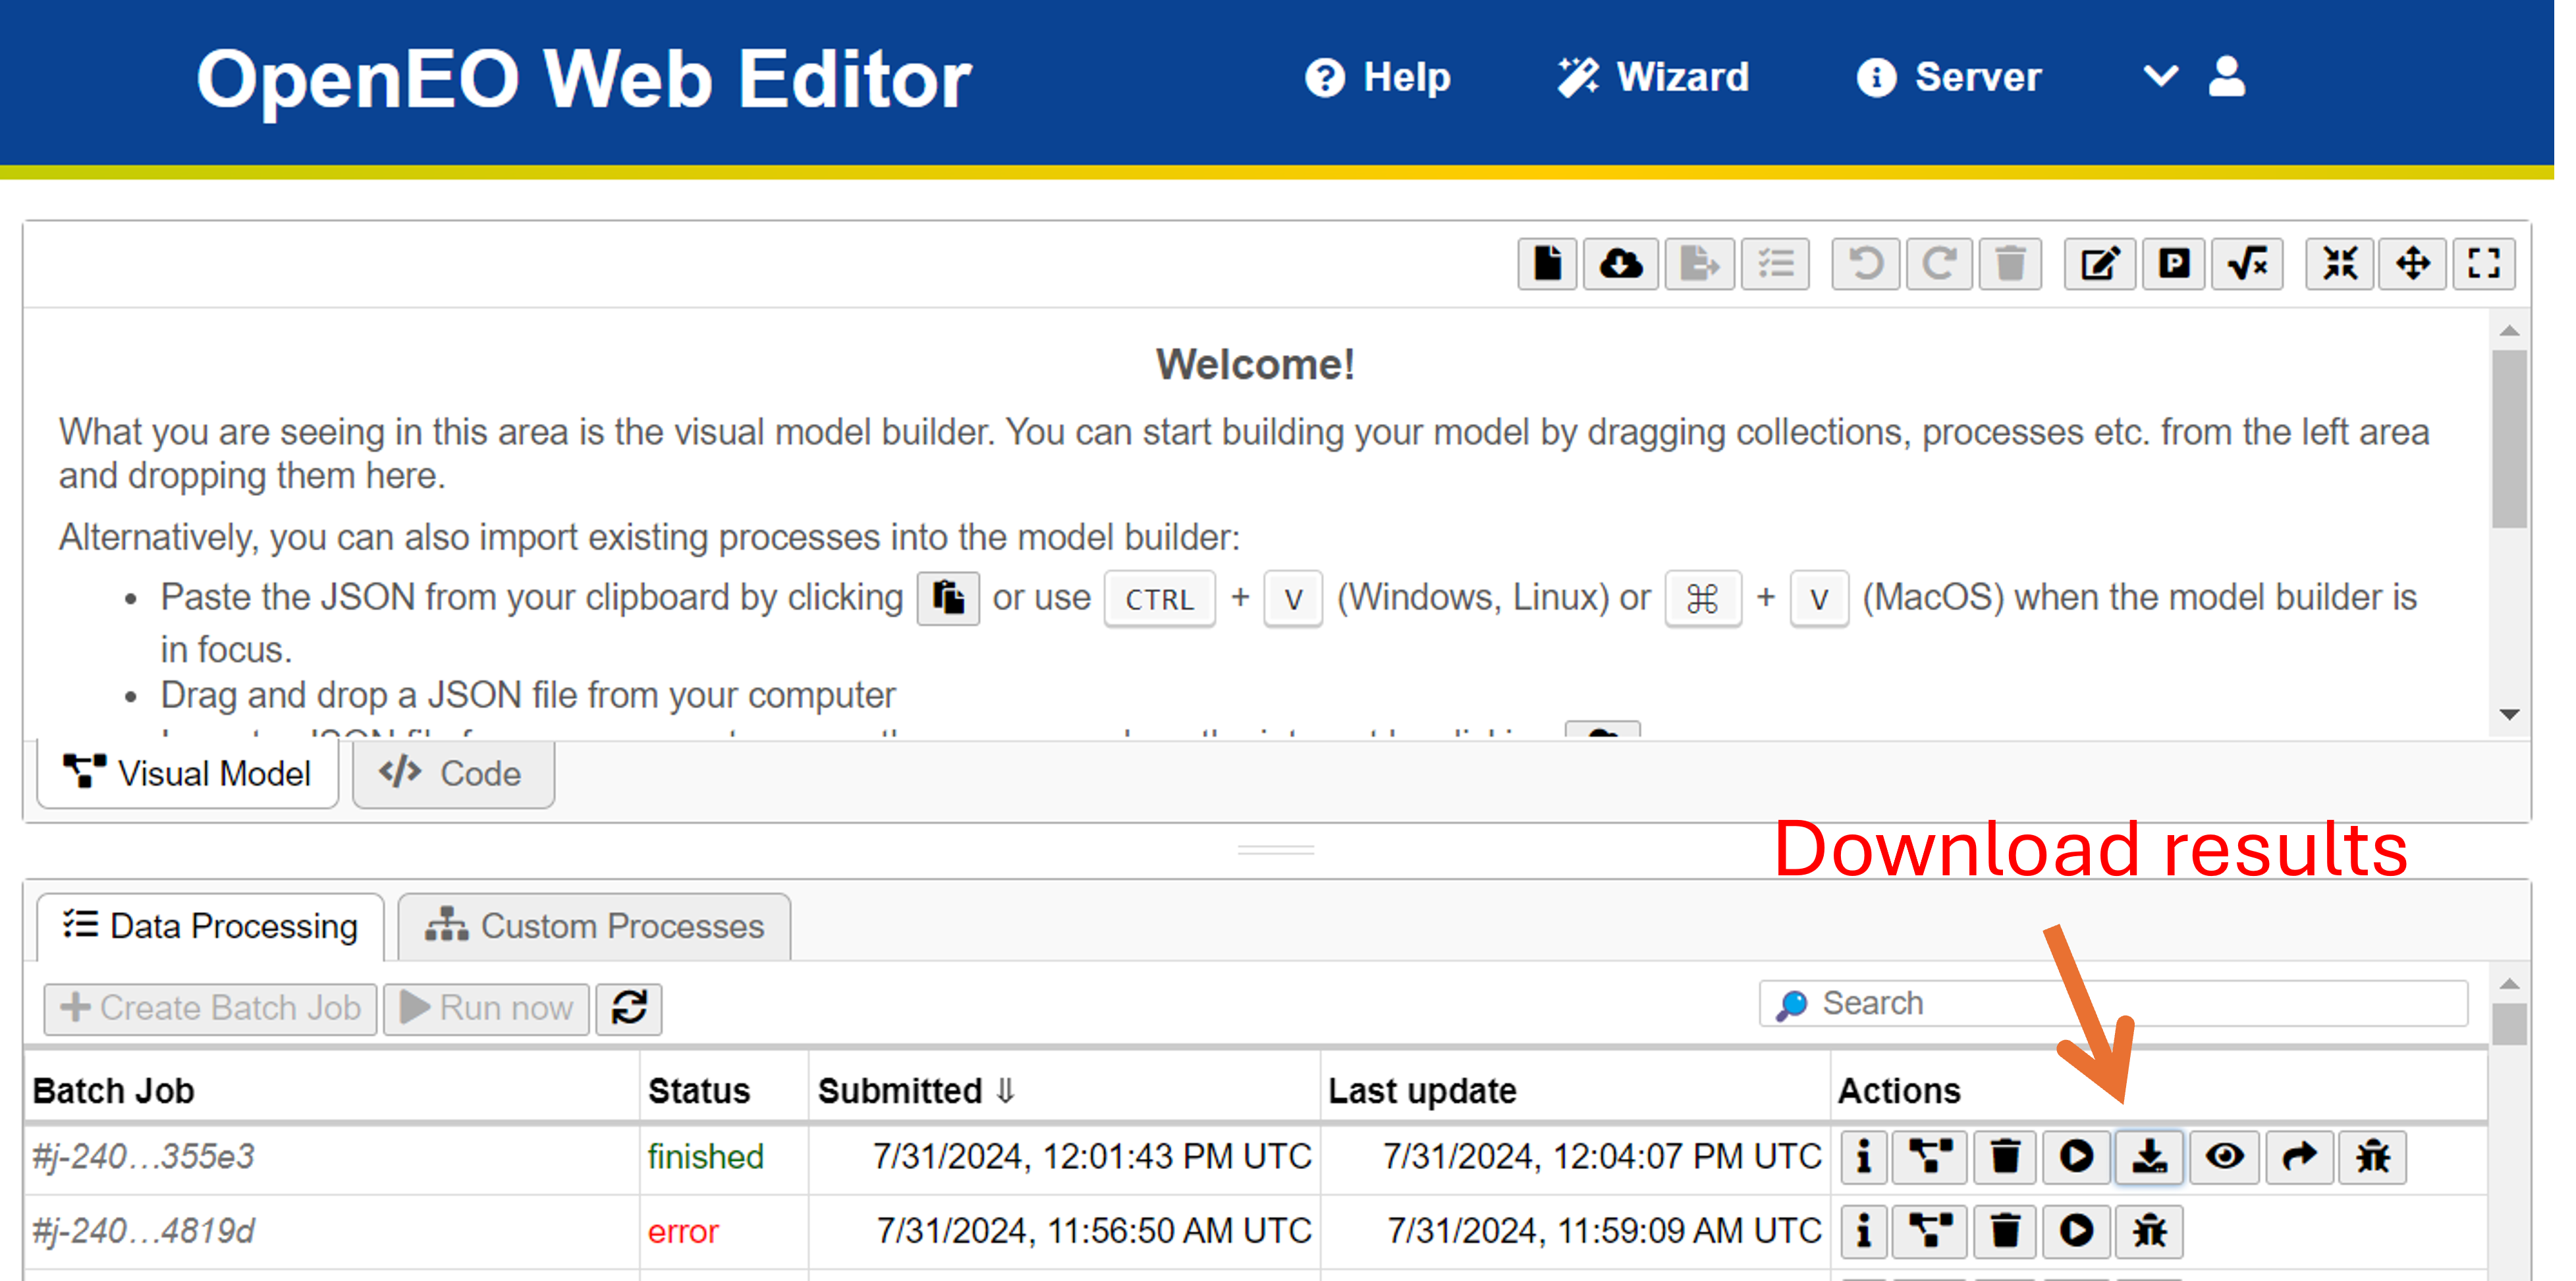 OpenEO Web Editor
Help
Wizard
Server
Welcome!
What you are seeing in this area is the visual model builder. You can start building your model by dragging collections, processes etc. from the left area
and dropping them here.
Alternatively, you can also import existing processes into the model builder:
• Paste the JSON from your clipboard by clicking or use CTRL + V (Windows, Linux) or ⌘ + V (MacOS) when the model builder is
in focus.
• Drag and drop a JSON file from your computer
Visual Model
Code
Download results
Data Processing
Custom Processes
Create Batch Job
Run now
Search
Batch Job Status Submitted ⇓ Last update Actions
#j-240…355e3 finished 7/31/2024, 12:01:43 PM UTC 7/31/2024, 12:04:07 PM UTC
#j-240…4819d error 7/31/2024, 11:56:50 AM UTC 7/31/2024, 11:59:09 AM UTC